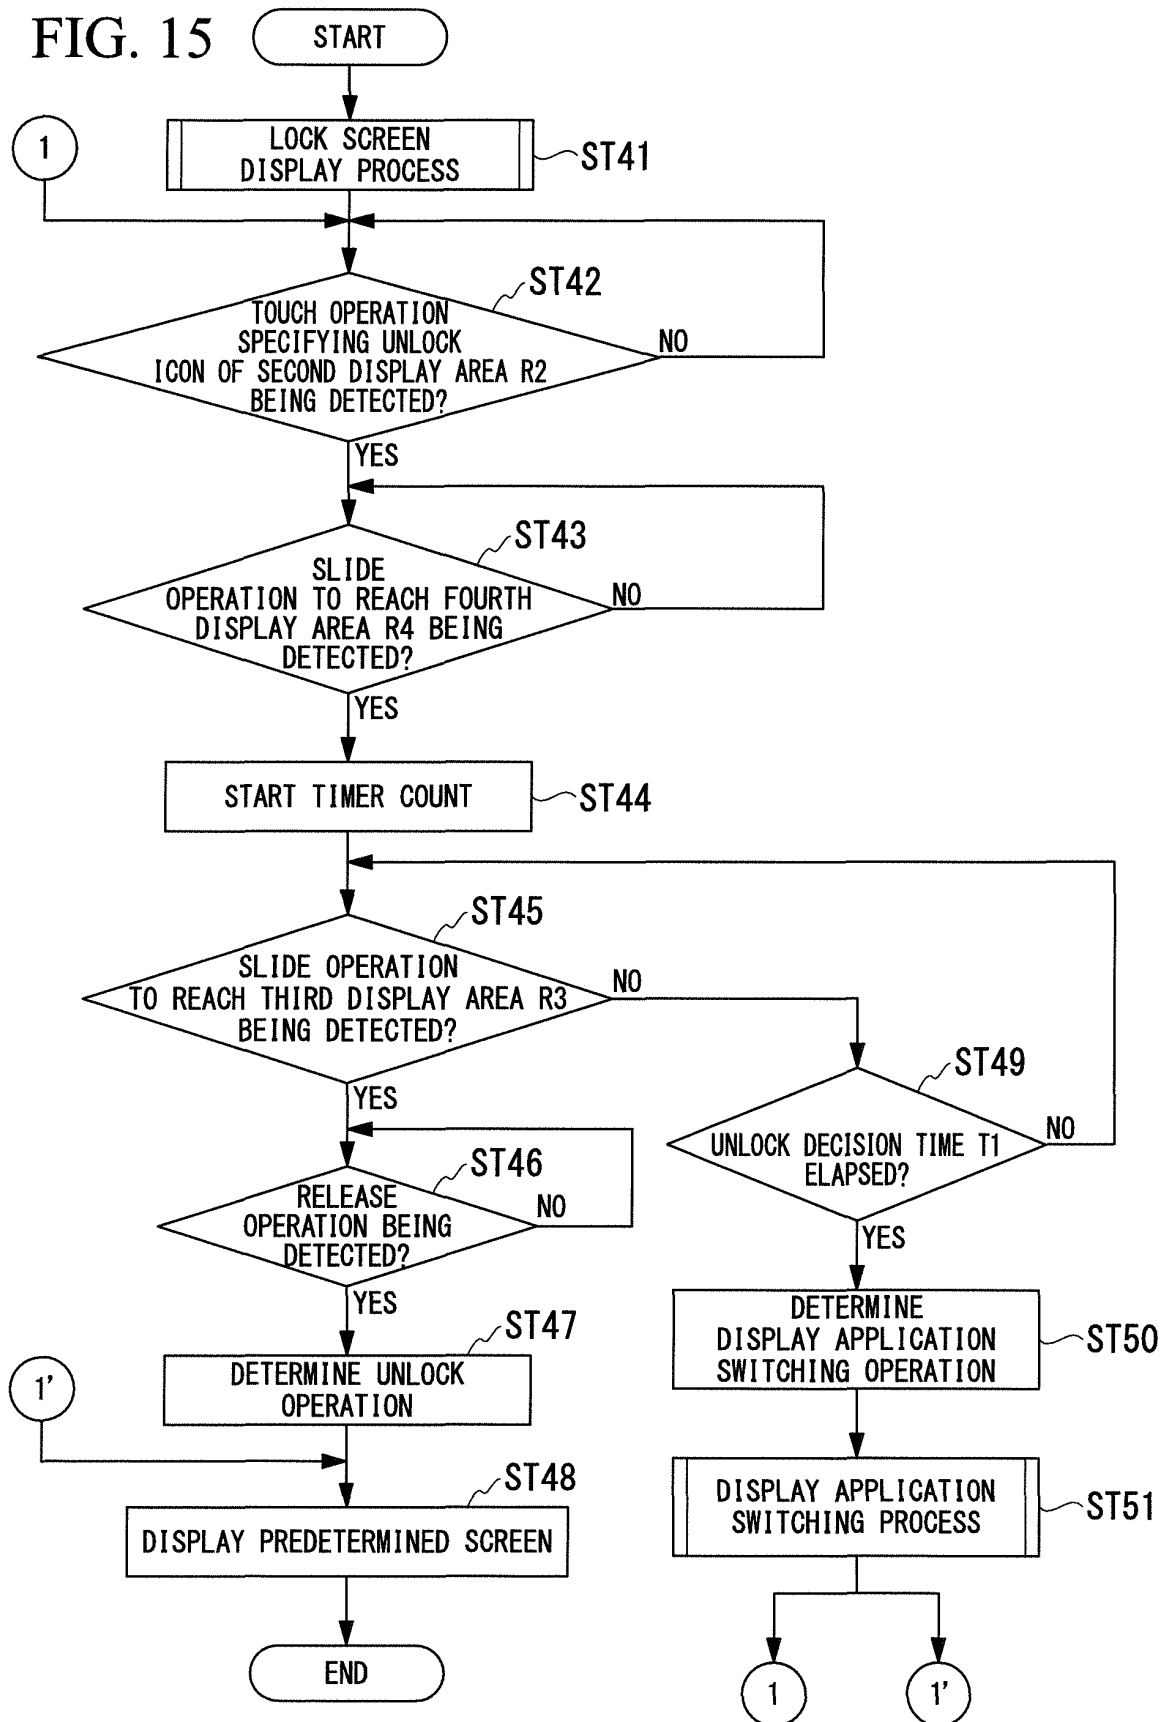 FIG. 15
START
1
LOCK SCREEN
DISPLAY PROCESS
ST41
ST42
TOUCH OPERATION
SPECIFYING UNLOCK
ICON OF SECOND DISPLAY AREA R2
BEING DETECTED?
NO
YES
ST43
SLIDE
OPERATION TO REACH FOURTH
DISPLAY AREA R4 BEING
DETECTED?
NO
YES
START TIMER COUNT
ST44
ST45
SLIDE OPERATION
TO REACH THIRD DISPLAY AREA R3
BEING DETECTED?
NO
YES
ST49
UNLOCK DECISION TIME T1
ELAPSED?
NO
YES
ST46
RELEASE
OPERATION BEING
DETECTED?
NO
YES
ST47
DETERMINE UNLOCK
OPERATION
DETERMINE
DISPLAY APPLICATION
SWITCHING OPERATION
ST50
1'
ST48
DISPLAY PREDETERMINED SCREEN
DISPLAY APPLICATION
SWITCHING PROCESS
ST51
END
1
1'